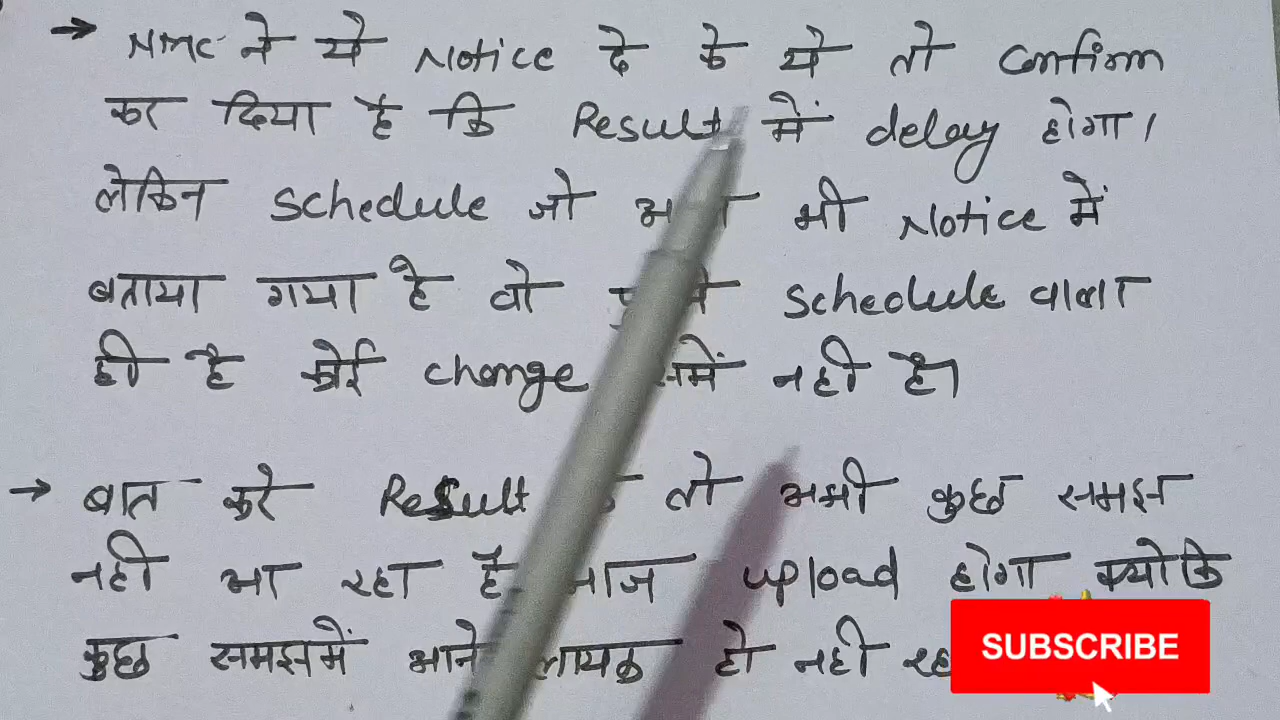 → NMC ने ये Notice दे के ये तो Confirm
कर दिया है कि Result में delay होगा।
लेकिन Schedule जो भी Notice में
बताया गया है वो Schedule वाला
ही है कोई change नही है।
→ बात करे Result तो अभी कुछ समझ
नही आ रहा है upload होगा क्योकि
कुछ समझमें आने लायक हो नही
SUBSCRIBE